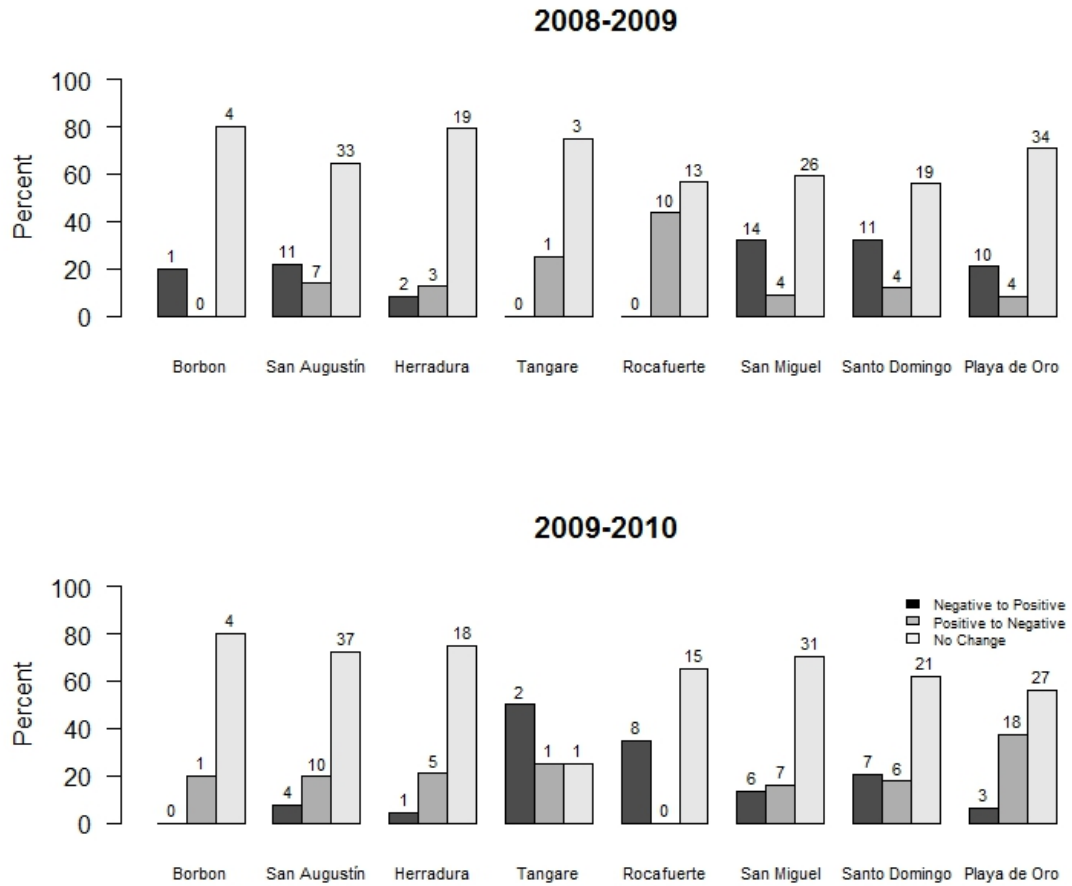 2008-2009
100
80
60
40
20
0
Percent
1 0 4
11 7 33
2 3 19
0 1 3
0 10 13
14 4 26
11 4 19
10 4 34
Borbon San Augustín Herradura Tangare Rocafuerte San Miguel Santo Domingo Playa de Oro
2009-2010
100
80
60
40
20
0
Percent
Negative to Positive
Positive to Negative
No Change
0 1 4
4 10 37
1 5 18
2 1 1
8 0 15
6 7 31
7 6 21
3 18 27
Borbon San Augustín Herradura Tangare Rocafuerte San Miguel Santo Domingo Playa de Oro